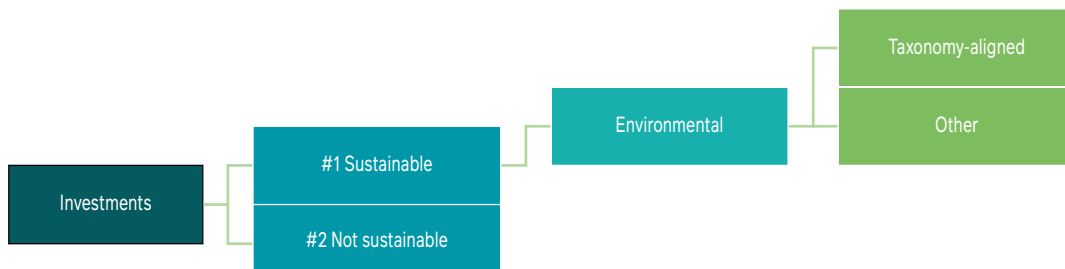 Investments
#1 Sustainable
#2 Not sustainable
Environmental
Taxonomy-aligned
Other